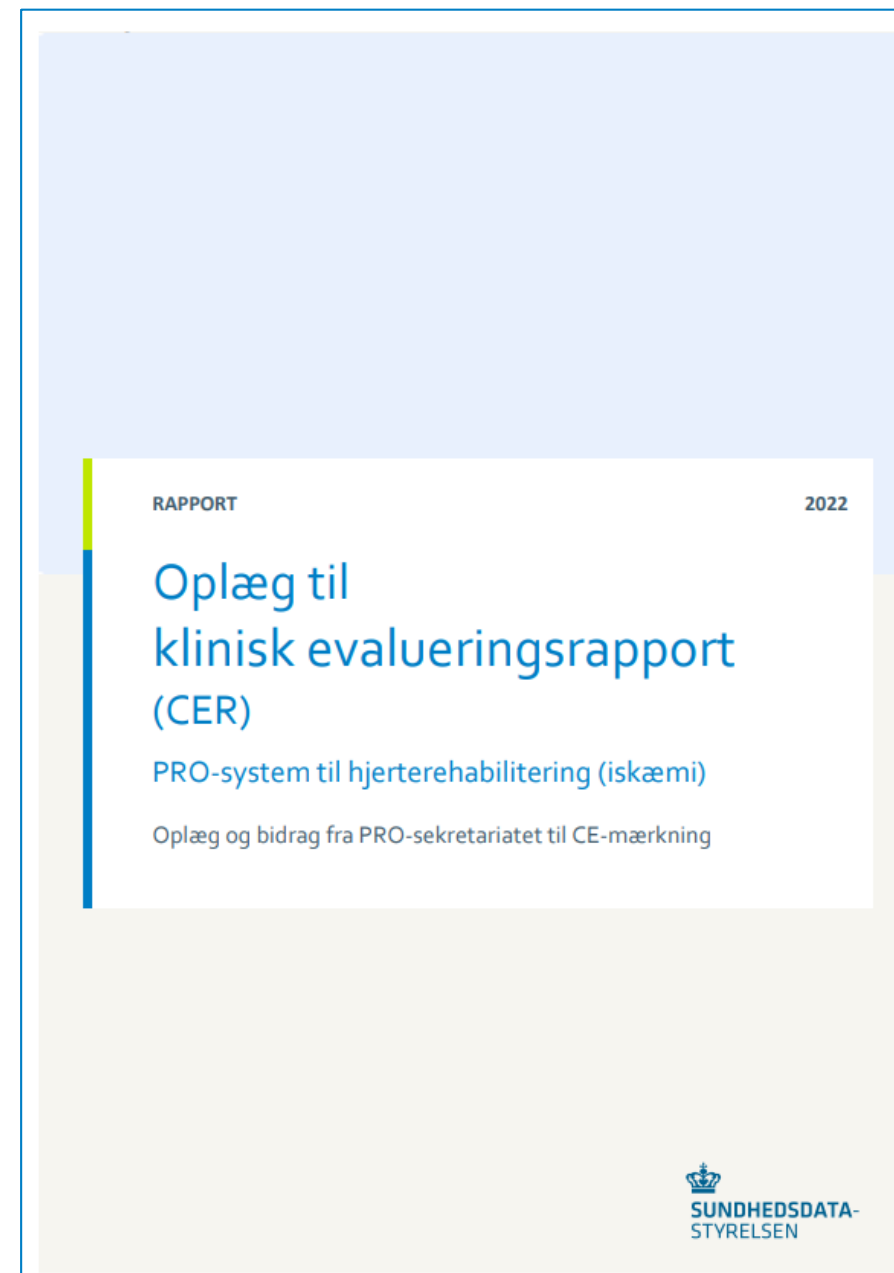 RAPPORT 2022
Oplæg til
klinisk evalueringsrapport
(CER)
PRO-system til hjerterehabilitering (iskæmi)
Oplæg og bidrag fra PRO-sekretariatet til CE-mærkning
SUNDHEDSDATA-
STYRELSEN